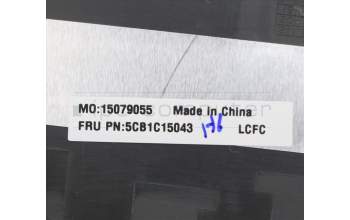 MO:15079055 Made in China
FRU PN:5CB1C15043 LCFC